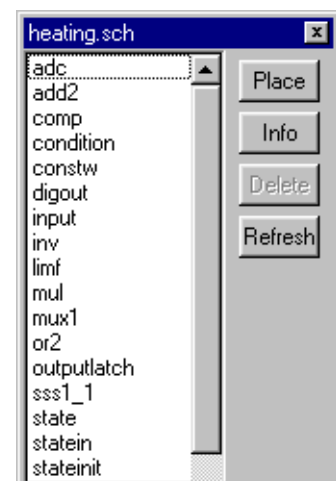 heating.sch
adc
add2
comp
condition
constw
digout
input
inv
limf
mul
mux1
or2
outputlatch
sss1_1
state
statein
stateinit
Place
Info
Delete
Refresh